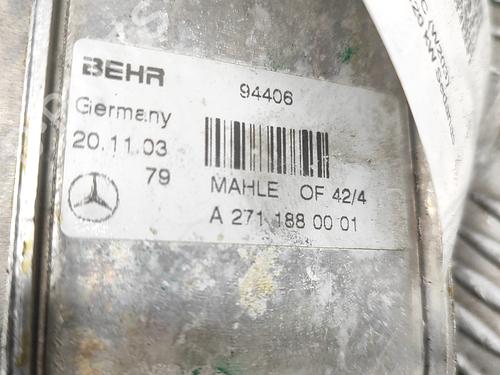 BEHR
94406
Germany
20.11.03
79
MAHLE OF 42/4
A 271 188 00 01